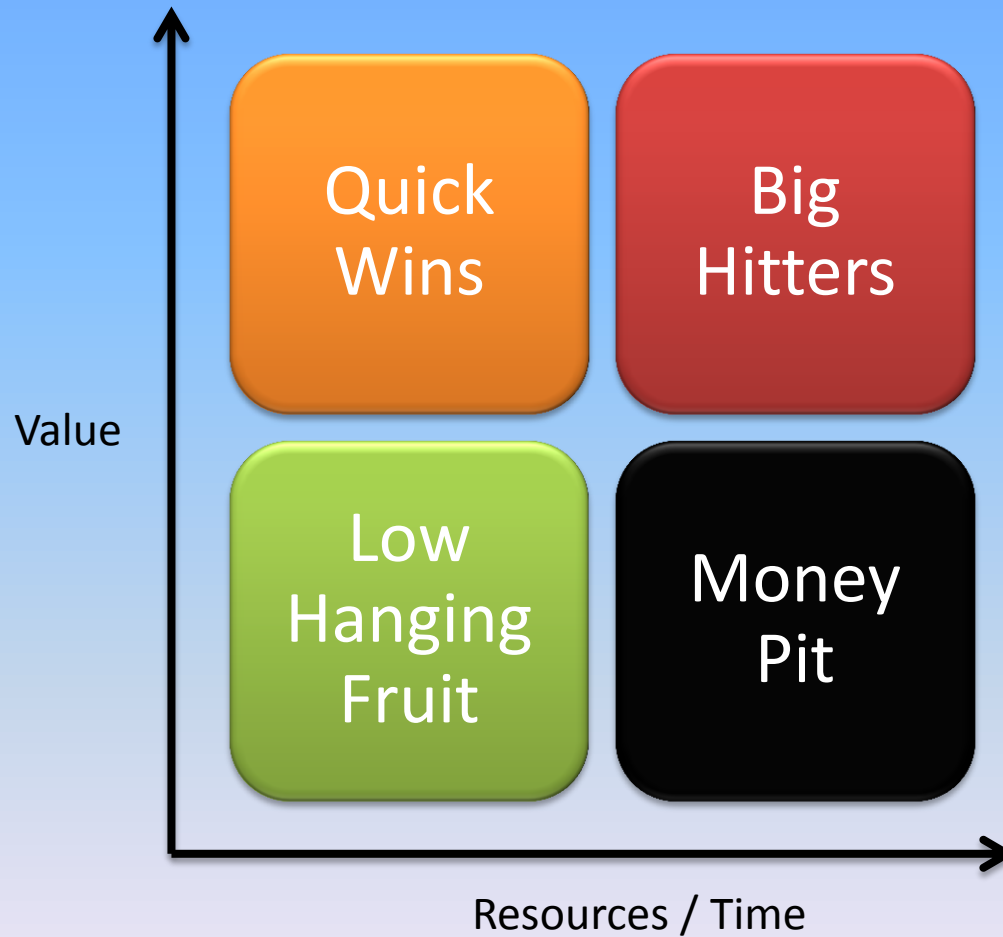 Quick
Wins
Big
Hitters
Value
Low
Hanging
Fruit
Money
Pit
Resources / Time